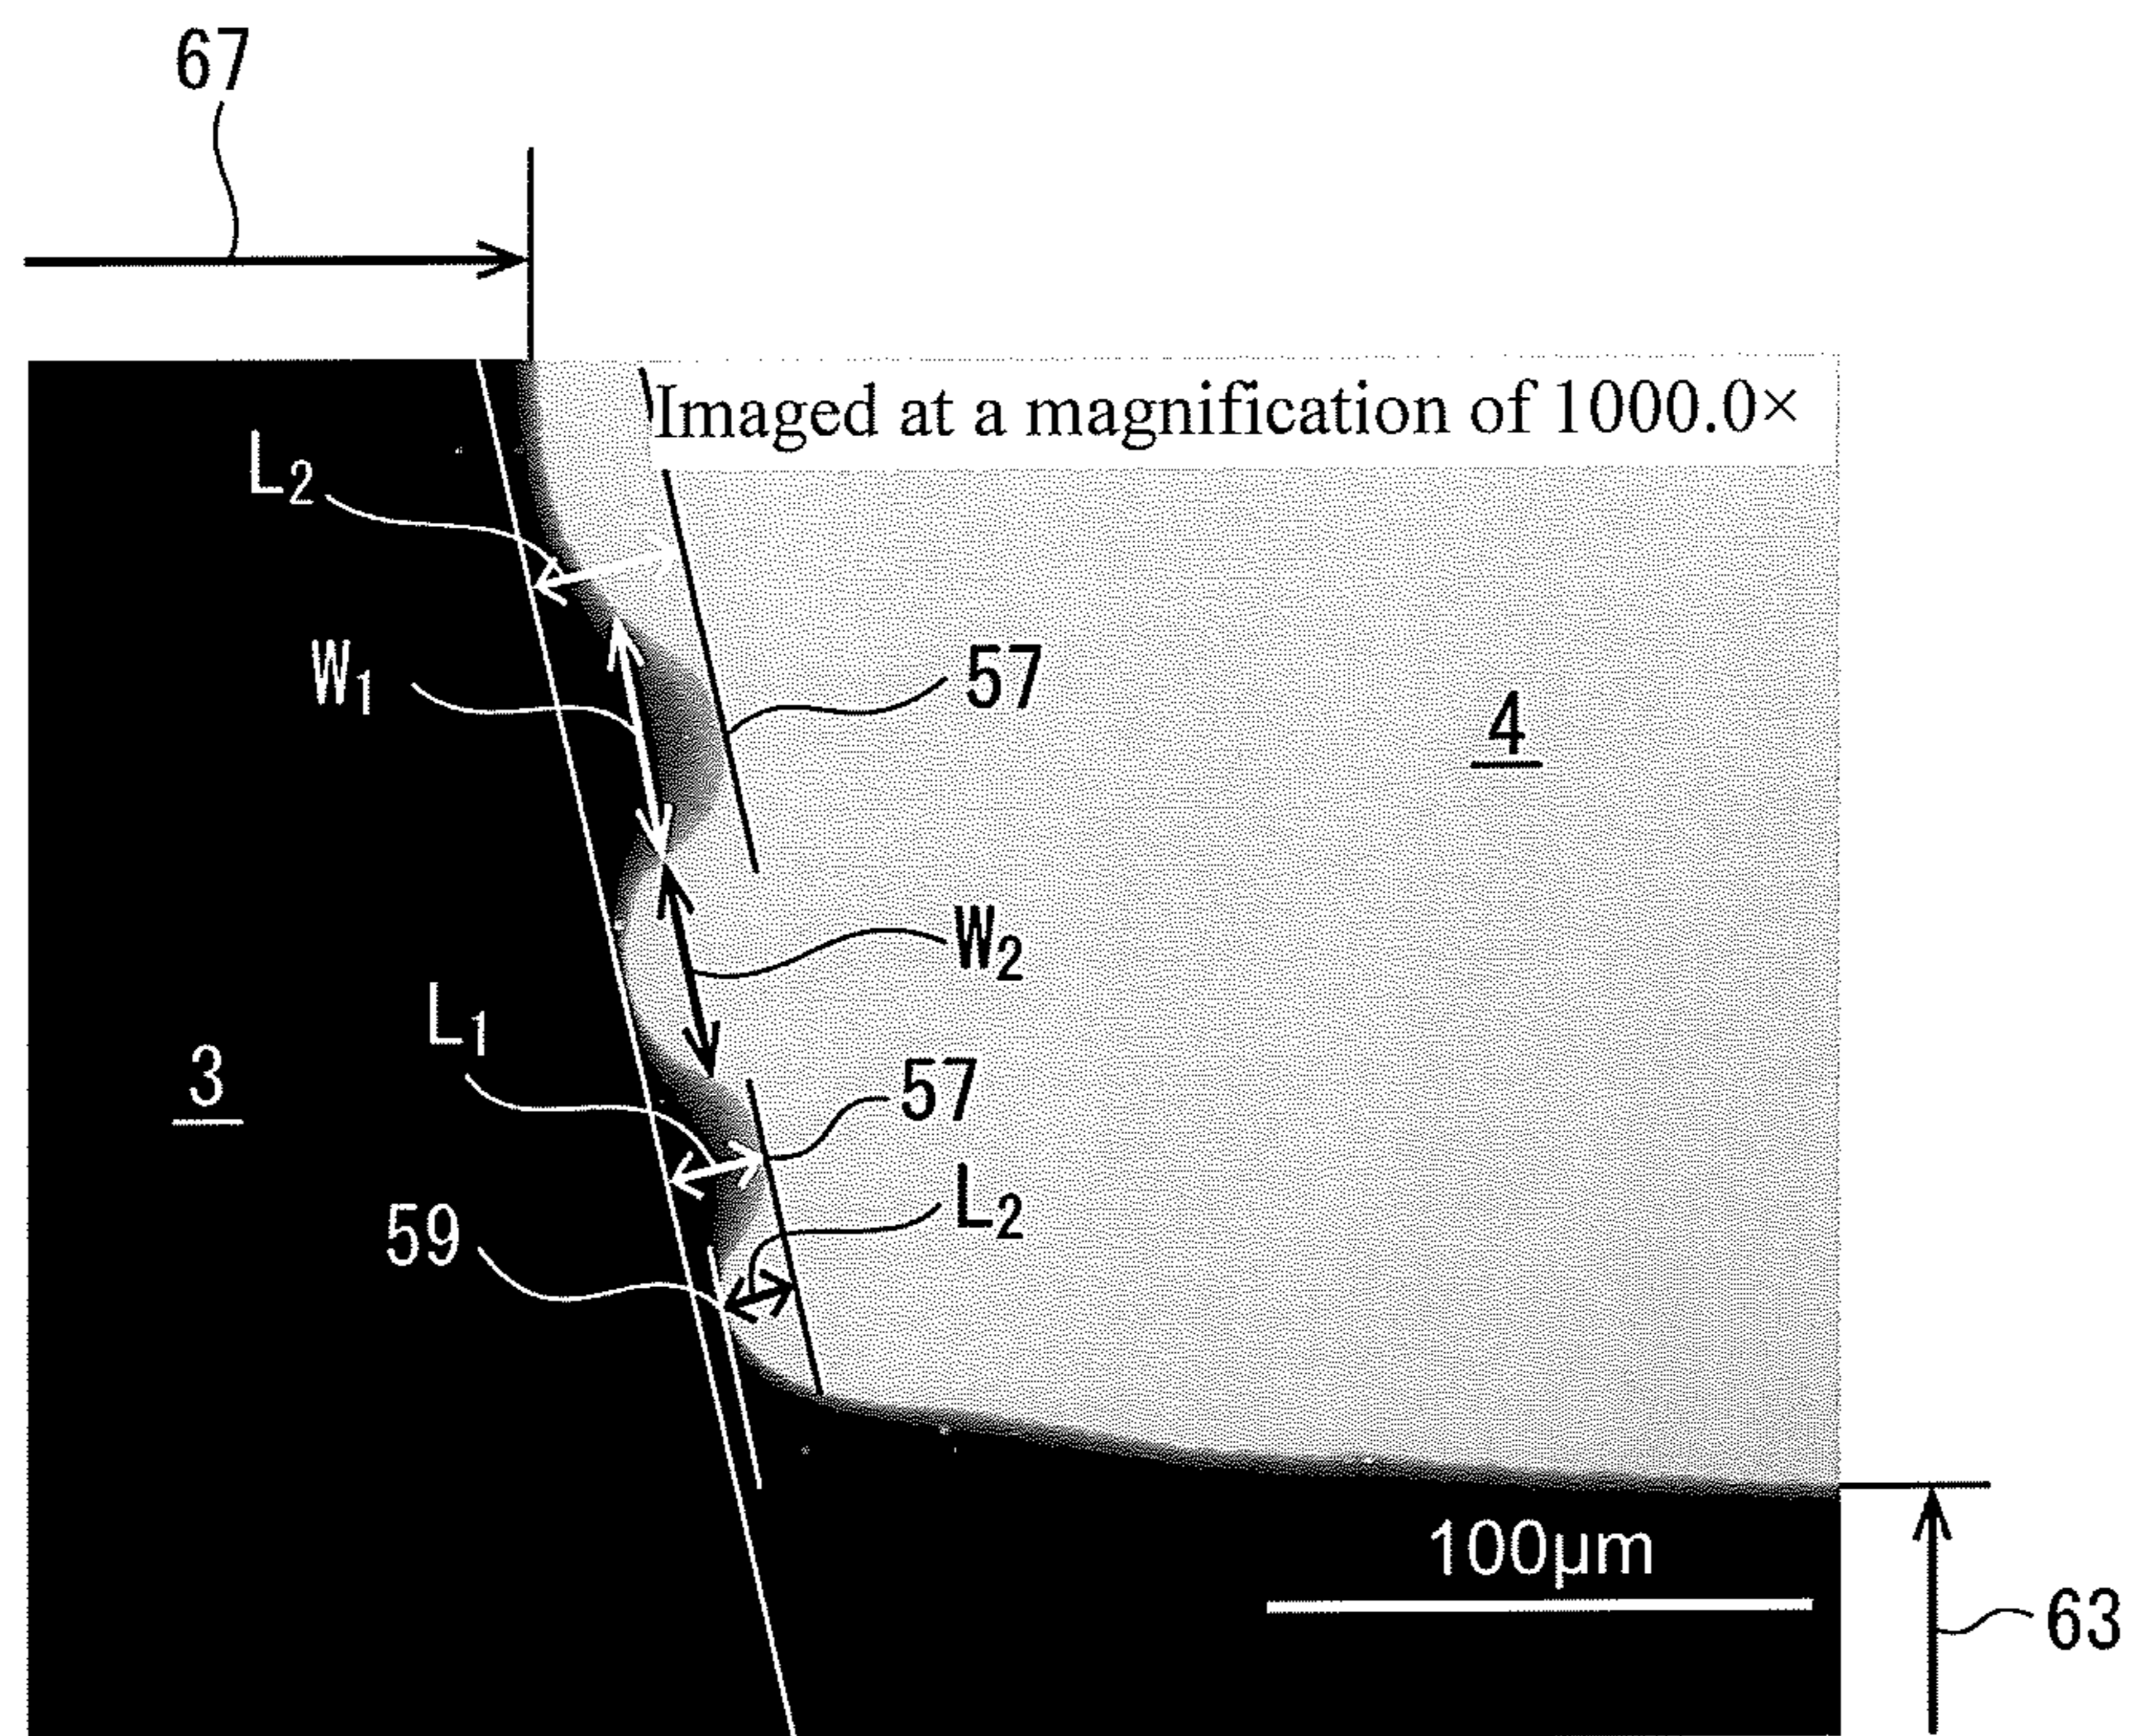 67
Imaged at a magnification of 1000.0×
L2
W1
57
4
W2
L1
3
57
L2
59
100μm
63